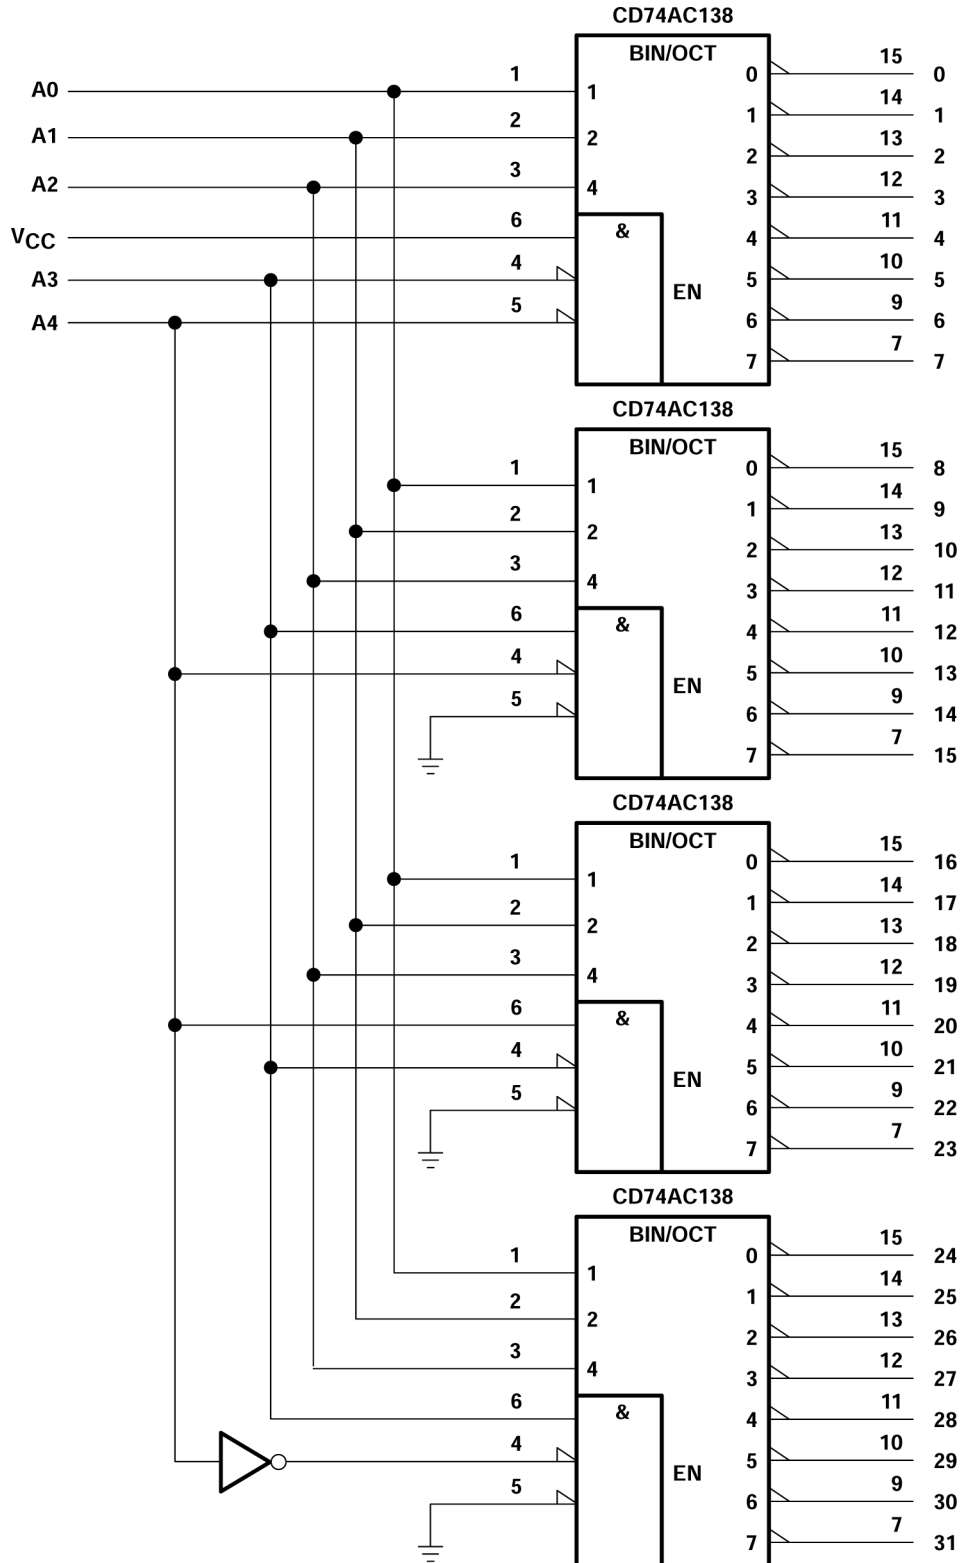 CD74AC138
BIN/OCT
A0 1 1 0 15 0
A1 2 2 1 14 1
A2 3 4 2 13 2
VCC 6 & 3 12 3
A3 4 4 11 4
A4 5 EN 5 10 5
6 9 6
7 7 7
CD74AC138
BIN/OCT
1 1 0 15 8
2 2 1 14 9
3 4 2 13 10
6 & 3 12 11
4 4 11 12
5 EN 5 10 13
6 9 14
7 7 15
CD74AC138
BIN/OCT
1 1 0 15 16
2 2 1 14 17
3 4 2 13 18
6 & 3 12 19
4 4 11 20
5 EN 5 10 21
6 9 22
7 7 23
CD74AC138
BIN/OCT
1 1 0 15 24
2 2 1 14 25
3 4 2 13 26
6 & 3 12 27
4 4 11 28
5 EN 5 10 29
6 9 30
7 7 31